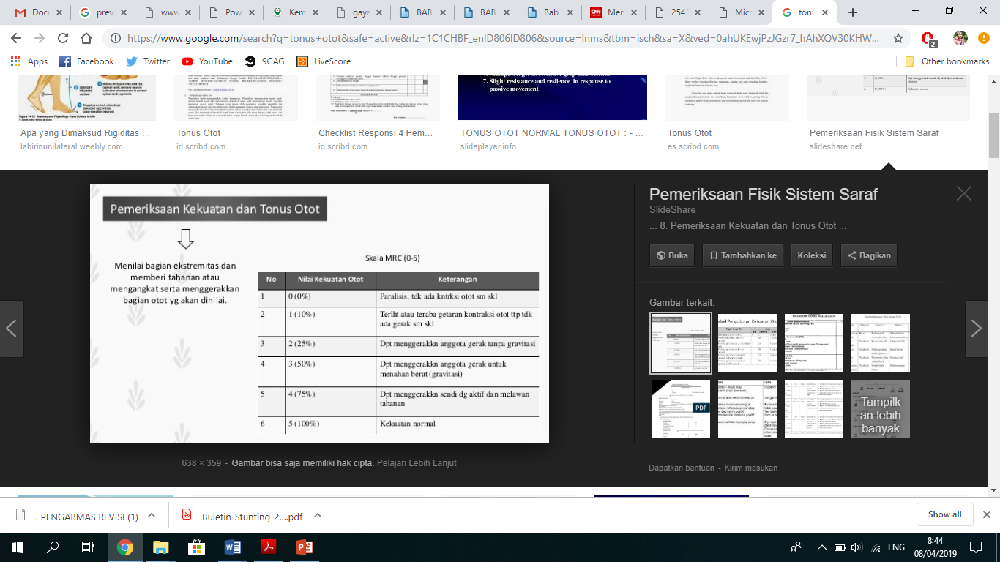 Docu
prev
www
Powe
Kem
gaya
BAB
BAB
Bab
Men
2543
Micr
tonu
https://www.google.com/search?q=tonus+otot&safe=active&rlz=1C1CHBF_enID806ID806&source=lnms&tbm=isch&sa=X&ved=0ahUKEwjPzJGzr7_hAhXQV30KHW...
2
Apps
Facebook
Twitter
YouTube
9GAG
LiveScore
Other bookmarks
7. Slight resistance and resilence in response to
passive movement
Apa yang Dimaksud Rigiditas ...
labirinunilateral.weebly.com
Tonus Otot
id.scribd.com
Checklist Responsi 4 Pem...
id.scribd.com
TONUS OTOT NORMAL TONUS OTOT : - ...
slideplayer.info
Tonus Otot
es.scribd.com
Pemeriksaan Fisik Sistem Saraf
slideshare.net
Pemeriksaan Kekuatan dan Tonus Otot
Menilai bagian ekstremitas dan
memberi tahanan atau
mengangkat serta menggerakkan
bagian otot yg akan dinilai.
Skala MRC (0-5)
No Nilai Kekuatan Otot Keterangan
1 0 (0%) Paralisis, tdk ada kntrksi otot sm skl
2 1 (10%) Terlht atau teraba getaran kontraksi otot ttp tdk
ada gerak sm skl
3 2 (25%) Dpt menggerakkn anggota gerak tanpa gravitasi
4 3 (50%) Dpt menggerakkn anggota gerak untuk
menahan berat (gravitasi)
5 4 (75%) Dpt menggerakkn sendi dg aktif dan melawan
tahanan
6 5 (100%) Kekuatan normal
638 × 359 - Gambar bisa saja memiliki hak cipta. Pelajari Lebih Lanjut
Pemeriksaan Fisik Sistem Saraf
SlideShare
... 8. Pemeriksaan Kekuatan dan Tonus Otot ...
Buka
Tambahkan ke
Koleksi
Bagikan
Gambar terkait:
PDF
Tampilk
an lebih
banyak
Dapatkan bantuan - Kirim masukan
. PENGABMAS REVISI (1)
Buletin-Stunting-2....pdf
Show all
ENG
8:44
08/04/2019